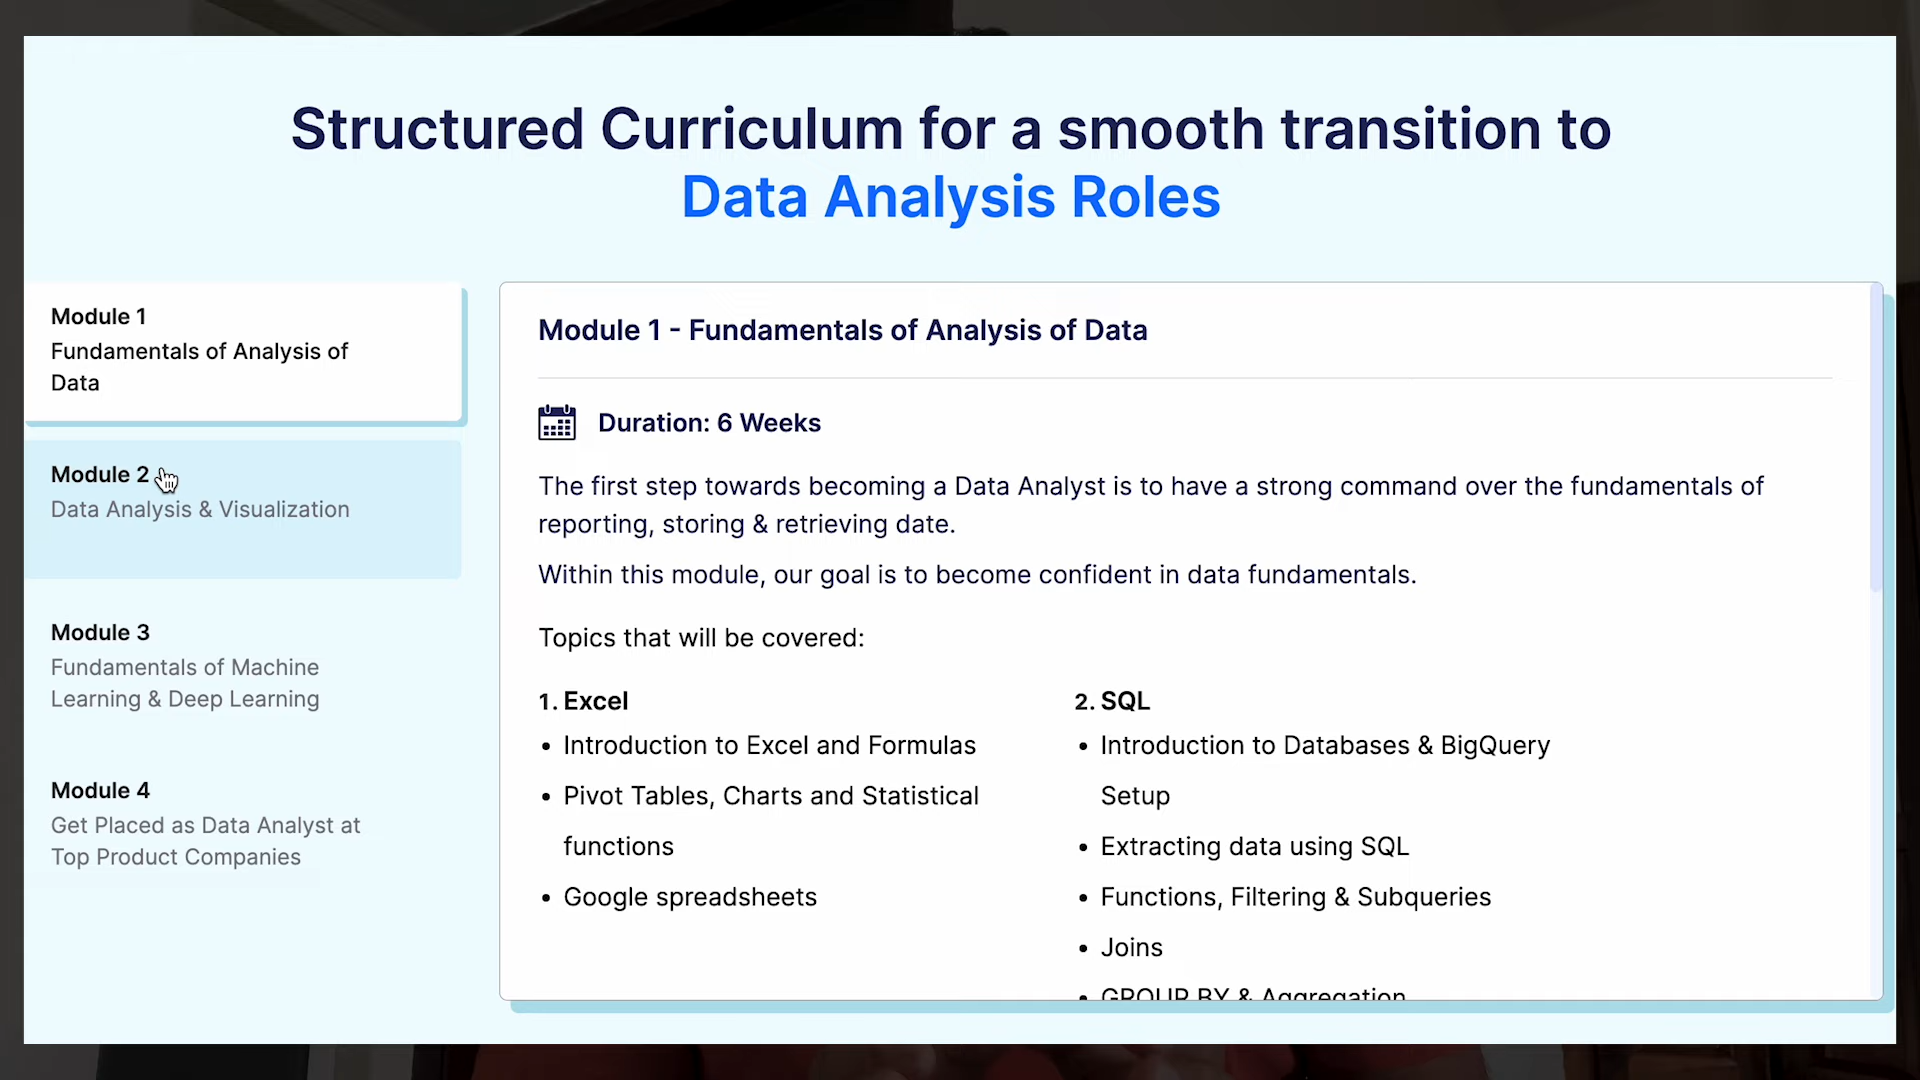 Structured Curriculum for a smooth transition to
Data Analysis Roles
Module 1
Fundamentals of Analysis of
Data
Module 2
Data Analysis & Visualization
Module 3
Fundamentals of Machine
Learning & Deep Learning
Module 4
Get Placed as Data Analyst at
Top Product Companies
Module 1 - Fundamentals of Analysis of Data
Duration: 6 Weeks
The first step towards becoming a Data Analyst is to have a strong command over the fundamentals of
reporting, storing & retrieving date.
Within this module, our goal is to become confident in data fundamentals.
Topics that will be covered:
1. Excel
• Introduction to Excel and Formulas
• Pivot Tables, Charts and Statistical
functions
• Google spreadsheets
2. SQL
• Introduction to Databases & BigQuery
Setup
• Extracting data using SQL
• Functions, Filtering & Subqueries
• Joins
• GROUP BY & Aggregation